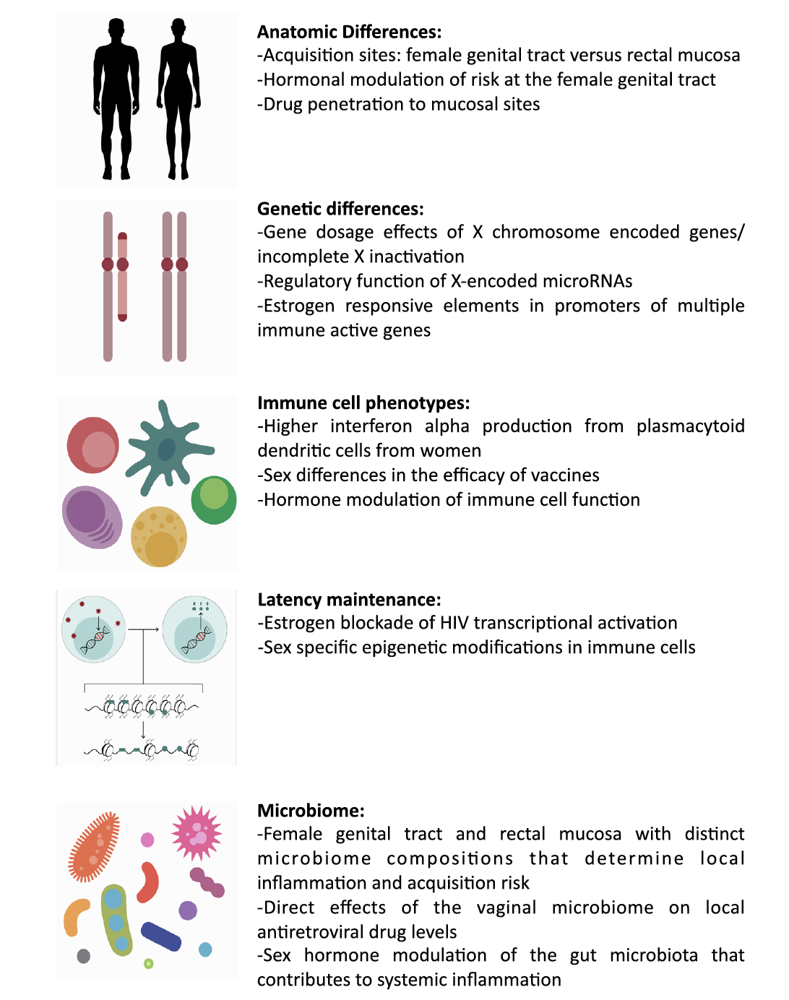 Anatomic Differences:
-Acquisition sites: female genital tract versus rectal mucosa
-Hormonal modulation of risk at the female genital tract
-Drug penetration to mucosal sites
Genetic differences:
-Gene dosage effects of X chromosome encoded genes/
incomplete X inactivation
-Regulatory function of X-encoded microRNAs
-Estrogen responsive elements in promoters of multiple
immune active genes
Immune cell phenotypes:
-Higher interferon alpha production from plasmacytoid
dendritic cells from women
-Sex differences in the efficacy of vaccines
-Hormone modulation of immune cell function
Latency maintenance:
-Estrogen blockade of HIV transcriptional activation
-Sex specific epigenetic modifications in immune cells
Microbiome:
-Female genital tract and rectal mucosa with distinct
microbiome compositions that determine local
inflammation and acquisition risk
-Direct effects of the vaginal microbiome on local
antiretroviral drug levels
-Sex hormone modulation of the gut microbiota that
contributes to systemic inflammation